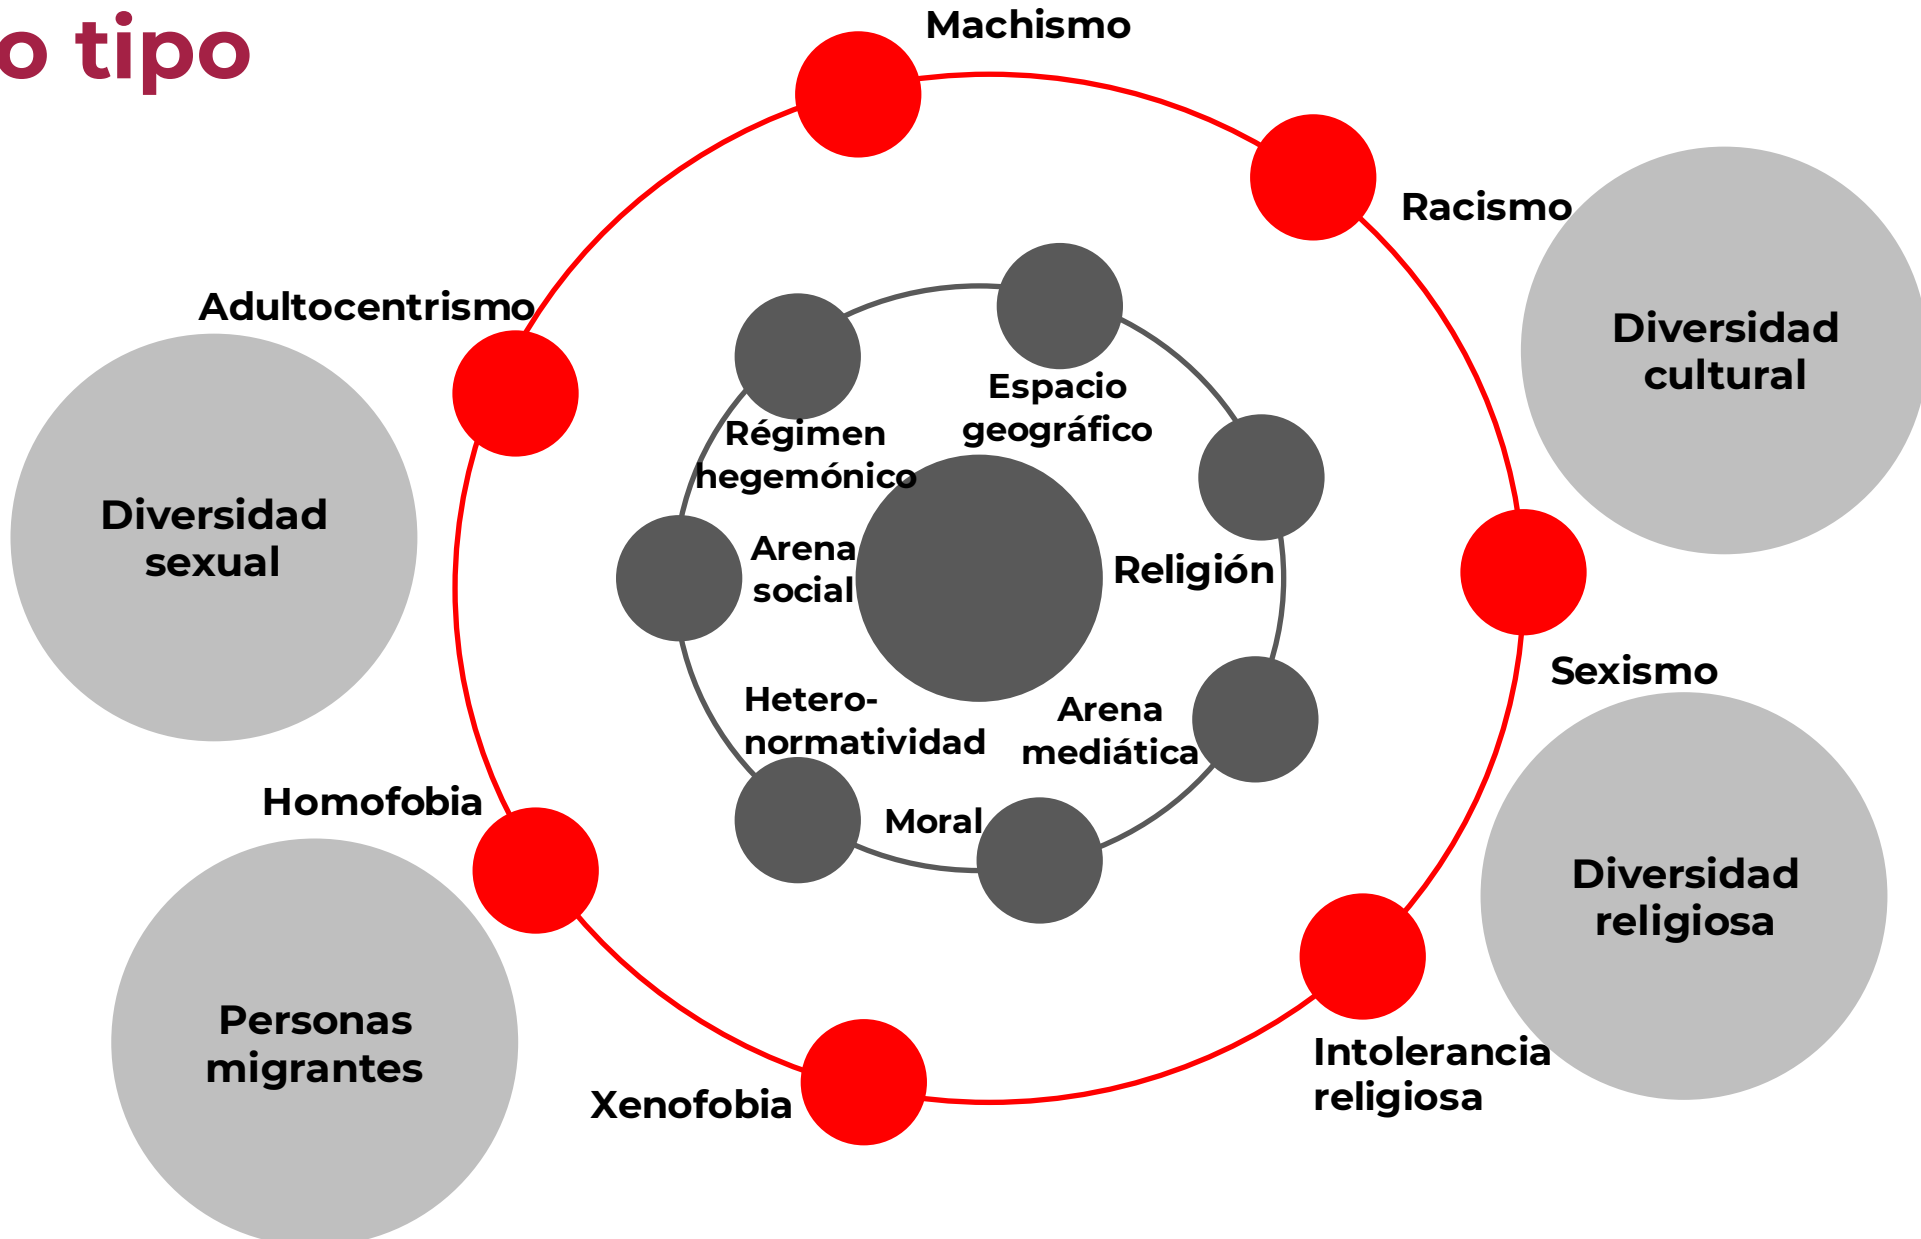 o tipo
Machismo
Racismo
Adultocentrismo
Diversidad
cultural
Espacio
geográfico
Régimen
hegemónico
Diversidad
sexual
Arena
social
Religión
Sexismo
Hetero-
normatividad
Arena
mediática
Homofobia
Moral
Diversidad
religiosa
Personas
migrantes
Xenofobia
Intolerancia
religiosa